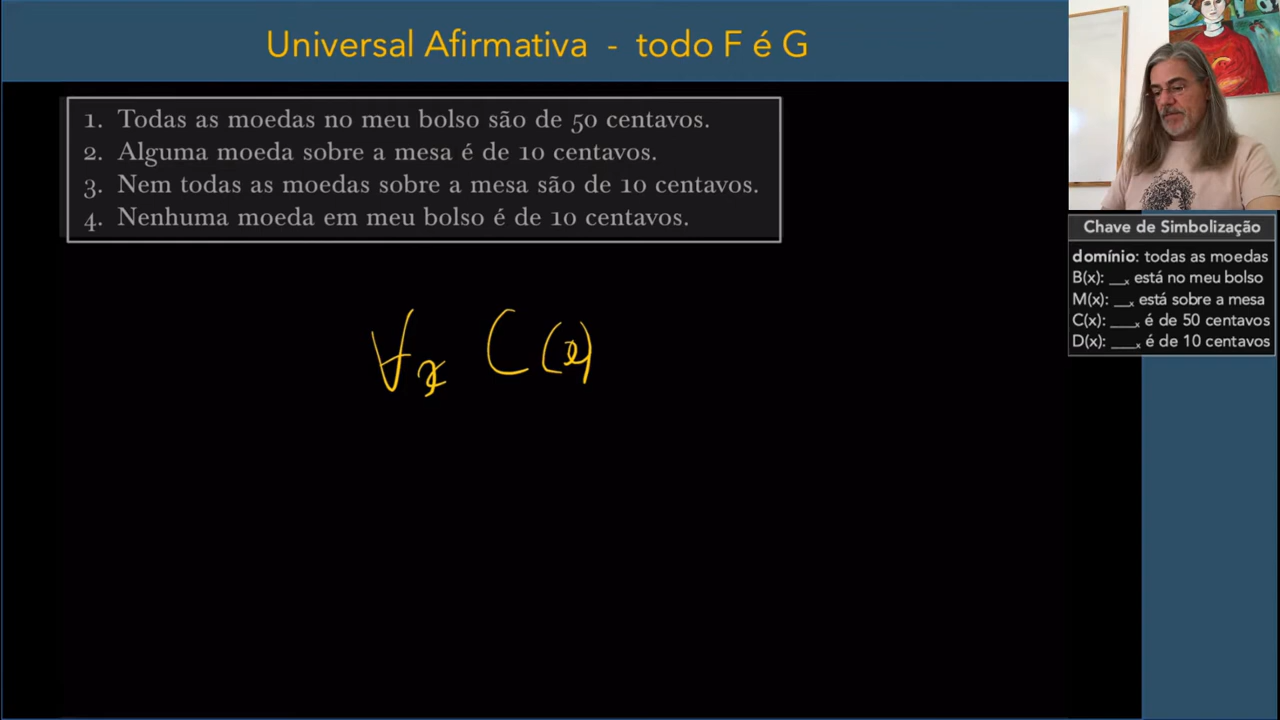 Universal Afirmativa - todo F é G
1. Todas as moedas no meu bolso são de 50 centavos.
2. Alguma moeda sobre a mesa é de 10 centavos.
3. Nem todas as moedas sobre a mesa são de 10 centavos.
4. Nenhuma moeda em meu bolso é de 10 centavos.
∀x C(x)
Chave de Simbolização
domínio: todas as moedas
B(x): __ₓ está no meu bolso
M(x): __ₓ está sobre a mesa
C(x): ___ₓ é de 50 centavos
D(x): ___ₓ é de 10 centavos